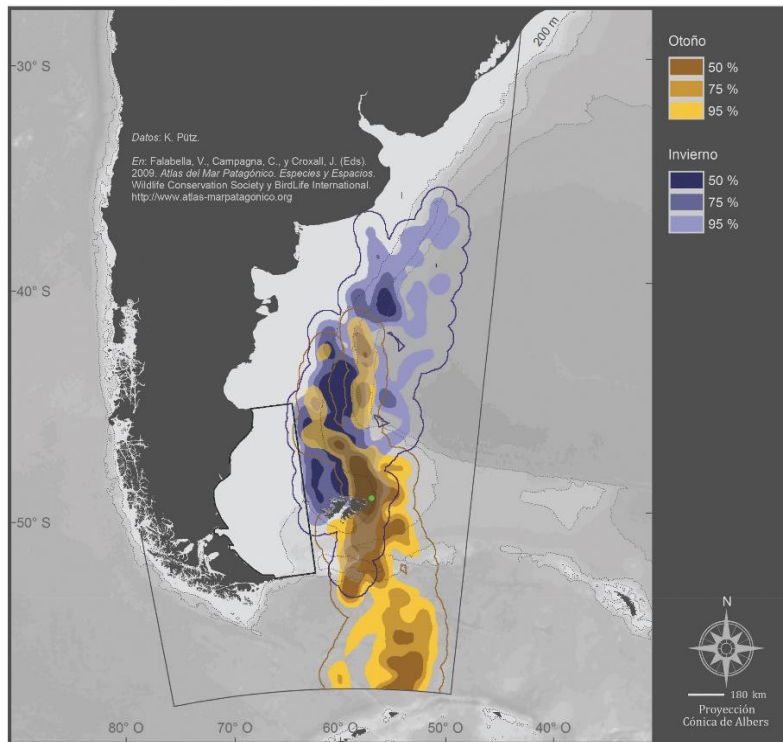 200 m
30° S
40° S
50° S
Datos: K. Pütz.
En: Falabella, V., Campagna, C., y Croxall, J. (Eds).
2009. Atlas del Mar Patagónico. Especies y Espacios.
Wildlife Conservation Society y BirdLife International.
http://www.atlas-marpatagonico.org
80° O
70° O
60° O
50° O
40° O
Otoño
50 %
75 %
95 %
Invierno
50 %
75 %
95 %
N
180 km
Proyección
Cónica de Albers